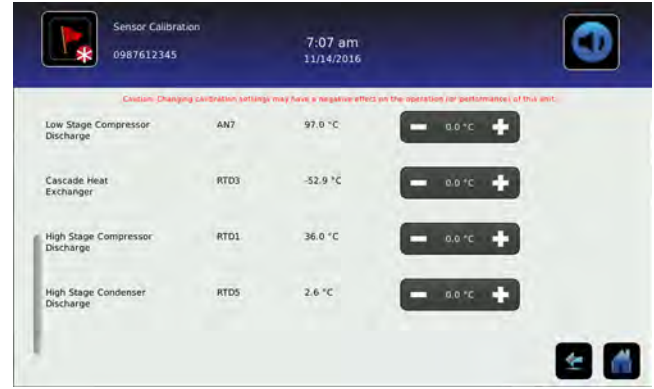 Sensor Calibration
0987612345
7:07 am
11/14/2016
Caution: Changing calibration settings may have a negative effect on the operation (or performance) of this unit.
Low Stage Compressor AN7 97.0 °C 0.0 °C
Discharge
Cascade Heat RTD3 -52.9 °C 0.0 °C
Exchanger
High Stage Compressor RTD1 36.0 °C 0.0 °C
Discharge
High Stage Condenser RTD5 2.6 °C 0.0 °C
Discharge